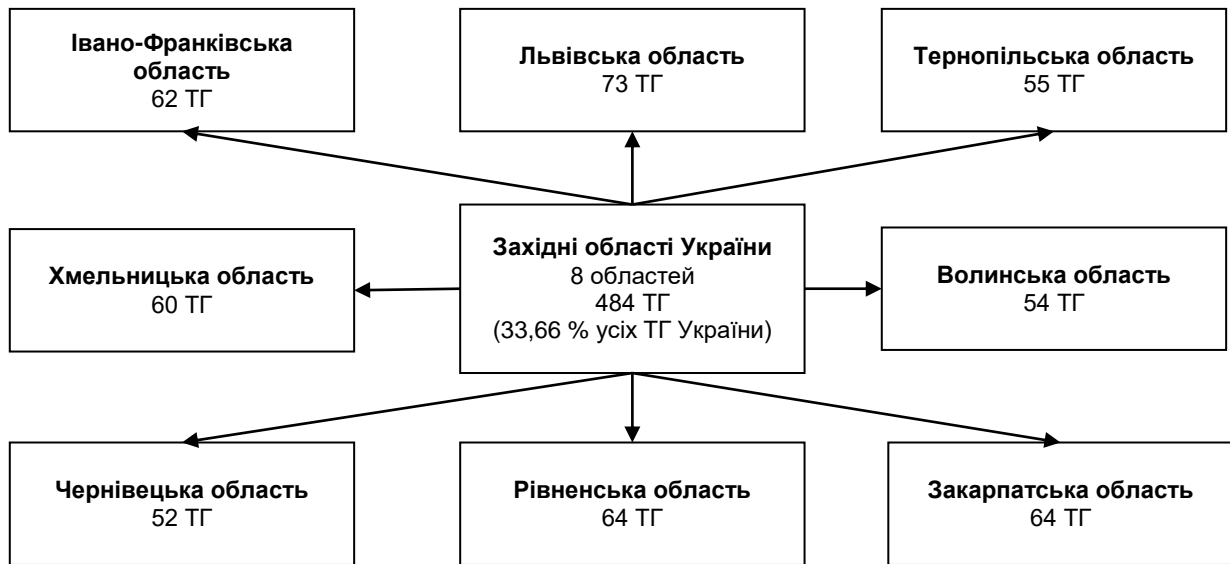 Івано-Франківська
область
62 ТГ
Львівська область
73 ТГ
Тернопільська область
55 ТГ
Хмельницька область
60 ТГ
Західні області України
8 областей
484 ТГ
(33,66 % усіх ТГ України)
Волинська область
54 ТГ
Чернівецька область
52 ТГ
Рівненська область
64 ТГ
Закарпатська область
64 ТГ